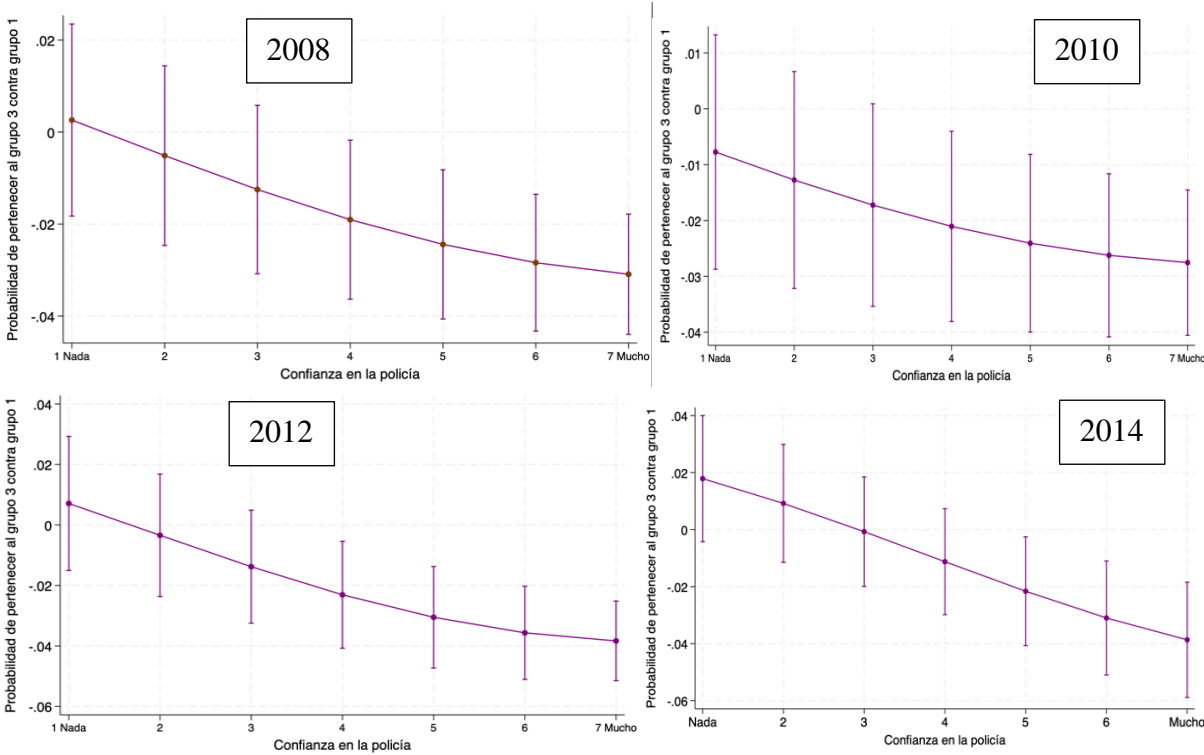 2008
Probabilidad de pertenecer al grupo 3 contra grupo 1
.02
0
-.02
-.04
1 Nada 2 3 4 5 6 7 Mucho
Confianza en la policía
2010
Probabilidad de pertenecer al grupo 3 contra grupo 1
.01
0
-.01
-.02
-.03
-.04
1 Nada 2 3 4 5 6 7 Mucho
Confianza en la policía
2012
Probabilidad de pertenecer al grupo 3 contra grupo 1
.04
.02
0
-.02
-.04
-.06
1 Nada 2 3 4 5 6 7 Mucho
Confianza en la policía
2014
Probabilidad de pertenecer al grupo 3 contra grupo 1
.04
.02
0
-.02
-.04
-.06
Nada 2 3 4 5 6 Mucho
Confianza en la policía